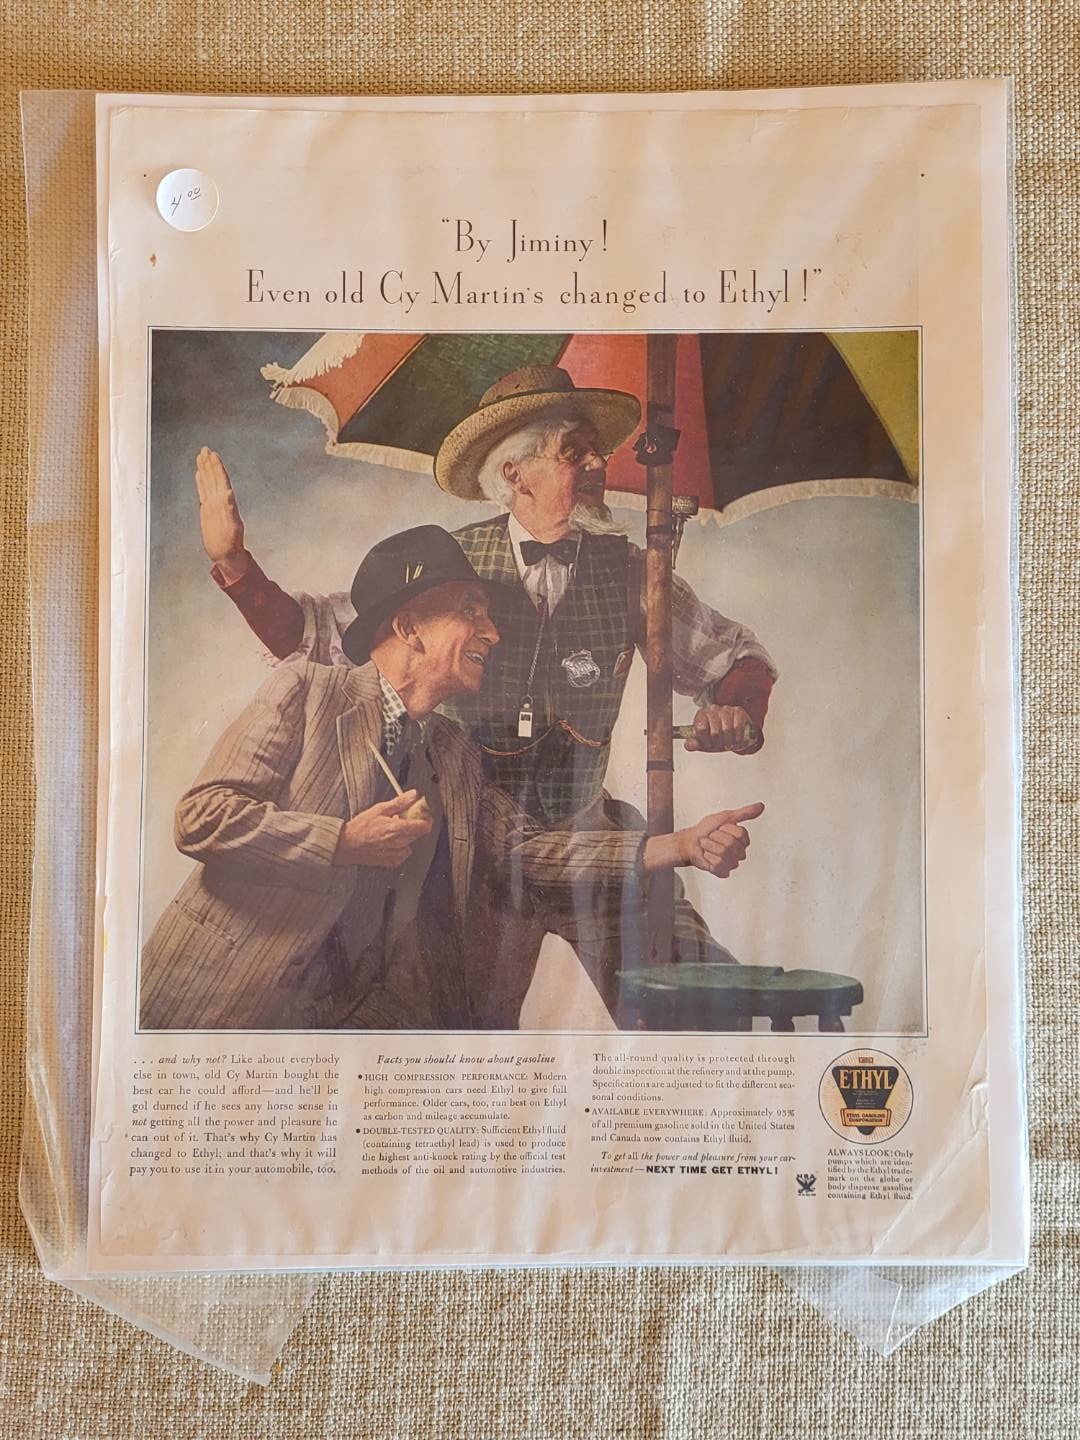 4 00
“By Jiminy!
Even old Cy Martin's changed to Ethyl!”
. . . and why not? Like about everybody
else in town, old Cy Martin bought the
best car he could afford—and he'll be
gol durned if he sees any horse sense in
not getting all the power and pleasure he
can out of it. That's why Cy Martin has
changed to Ethyl; and that's why it will
pay you to use it in your automobile, too.
Facts you should know about gasoline
● HIGH COMPRESSION PERFORMANCE: Modern
high compression cars need Ethyl to give full
performance. Older cars, too, run best on Ethyl
as carbon and mileage accumulate.
● DOUBLE-TESTED QUALITY: Sufficient Ethyl fluid
(containing tetraethyl lead) is used to produce
the highest anti-knock rating by the official test
methods of the oil and automotive industries.
The all-round quality is protected through
double inspection at the refinery and at the pump.
Specifications are adjusted to fit the different sea-
sonal conditions.
● AVAILABLE EVERYWHERE: Approximately 95%
of all premium gasoline sold in the United States
and Canada now contains Ethyl fluid.
To get all the power and pleasure from your car-
investment—NEXT TIME GET ETHYL!
ETHYL
ETHYL GASOLINE
CORPORATION
ALWAYS LOOK! Only
pumps which are iden-
tified by the Ethyl trade-
mark on the globe or
body dispense gasoline
containing Ethyl fluid.